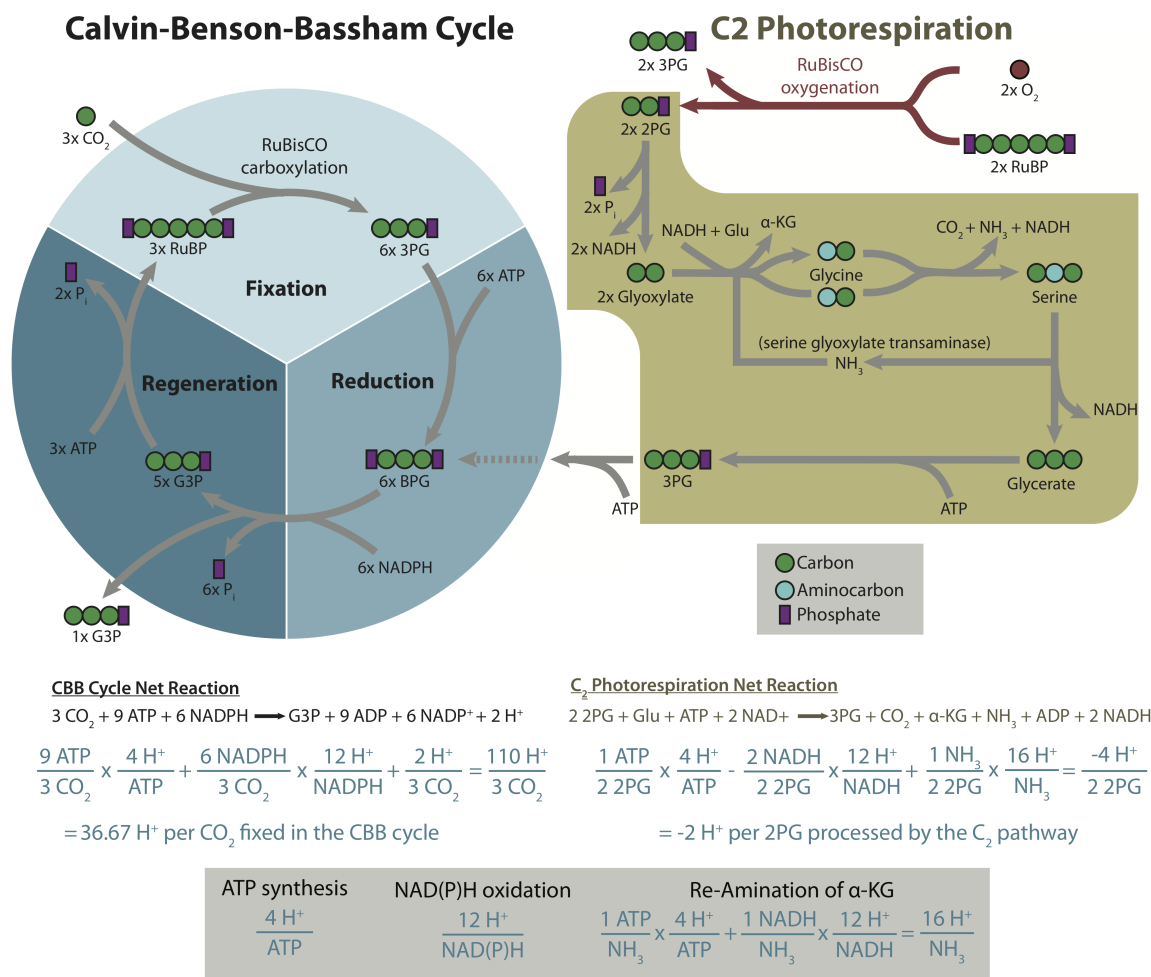 Calvin-Benson-Bassham Cycle
3x CO₂
RuBisCO
carboxylation
3x RuBP
6x 3PG
Fixation
2x Pᵢ
6x ATP
Regeneration
Reduction
3x ATP
5x G3P
6x BPG
6x Pᵢ
6x NADPH
1x G3P
C2 Photorespiration
2x 3PG
RuBisCO
oxygenation
2x O₂
2x 2PG
2x RuBP
2x Pᵢ
2x NADH
NADH + Glu
α-KG
CO₂ + NH₃ + NADH
2x Glyoxylate
Glycine
Serine
(serine glyoxylate transaminase)
NH₃
NADH
3PG
Glycerate
ATP
ATP
Carbon
Aminocarbon
Phosphate
CBB Cycle Net Reaction
3 CO₂ + 9 ATP + 6 NADPH ⟶ G3P + 9 ADP + 6 NADP⁺ + 2 H⁺
9 ATP / 3 CO₂ x 4 H⁺ / ATP + 6 NADPH / 3 CO₂ x 12 H⁺ / NADPH + 2 H⁺ / 3 CO₂ = 110 H⁺ / 3 CO₂
= 36.67 H⁺ per CO₂ fixed in the CBB cycle
C₂ Photorespiration Net Reaction
2 2PG + Glu + ATP + 2 NAD+ ⟶ 3PG + CO₂ + α-KG + NH₃ + ADP + 2 NADH
1 ATP / 2 2PG x 4 H⁺ / ATP - 2 NADH / 2 2PG x 12 H⁺ / NADH + 1 NH₃ / 2 2PG x 16 H⁺ / NH₃ = -4 H⁺ / 2 2PG
= -2 H⁺ per 2PG processed by the C₂ pathway
ATP synthesis
4 H⁺ / ATP
NAD(P)H oxidation
12 H⁺ / NAD(P)H
Re-Amination of α-KG
1 ATP / NH₃ x 4 H⁺ / ATP + 1 NADH / NH₃ x 12 H⁺ / NADH = 16 H⁺ / NH₃